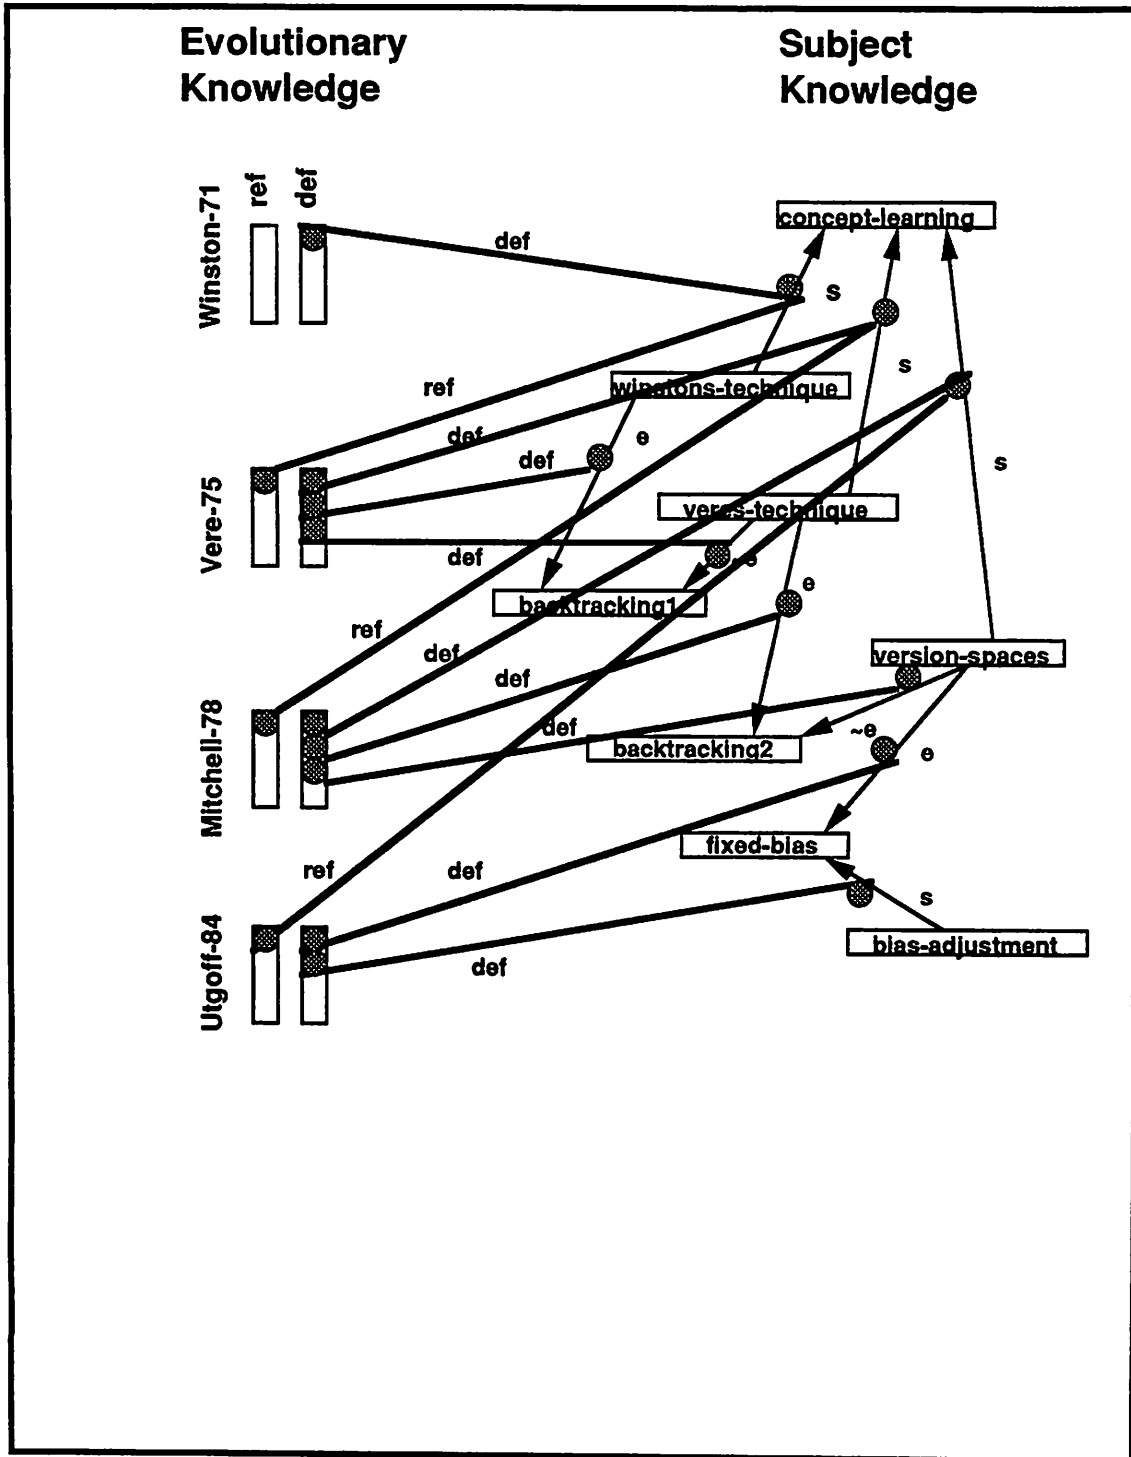 Evolutionary
Knowledge
Subject
Knowledge
Winston-71
ref
def
concept-learning
def
s
s
ref
winstons-technique
def
e
def
s
Vere-75
veres-technique
def
~e
e
backtracking1
ref
def
version-spaces
def
Mitchell-78
def
~e
backtracking2
e
fixed-bias
ref
def
s
Utgoff-84
bias-adjustment
def